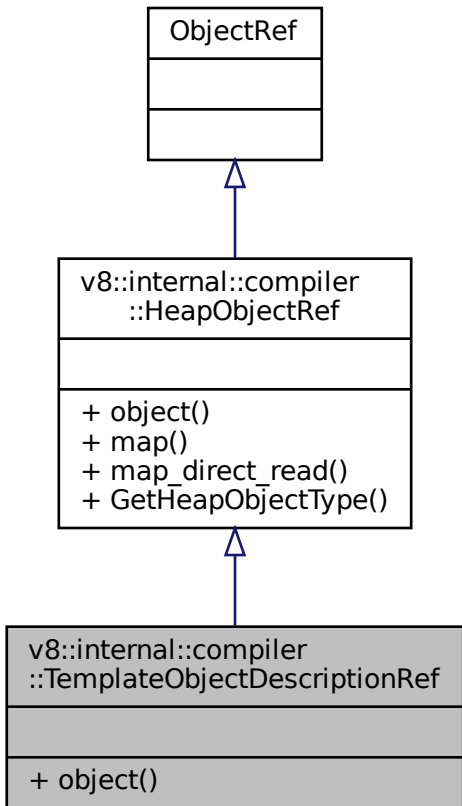 ObjectRef
v8::internal::compiler
::HeapObjectRef
+ object()
+ map()
+ map_direct_read()
+ GetHeapObjectType()
v8::internal::compiler
::TemplateObjectDescriptionRef
+ object()